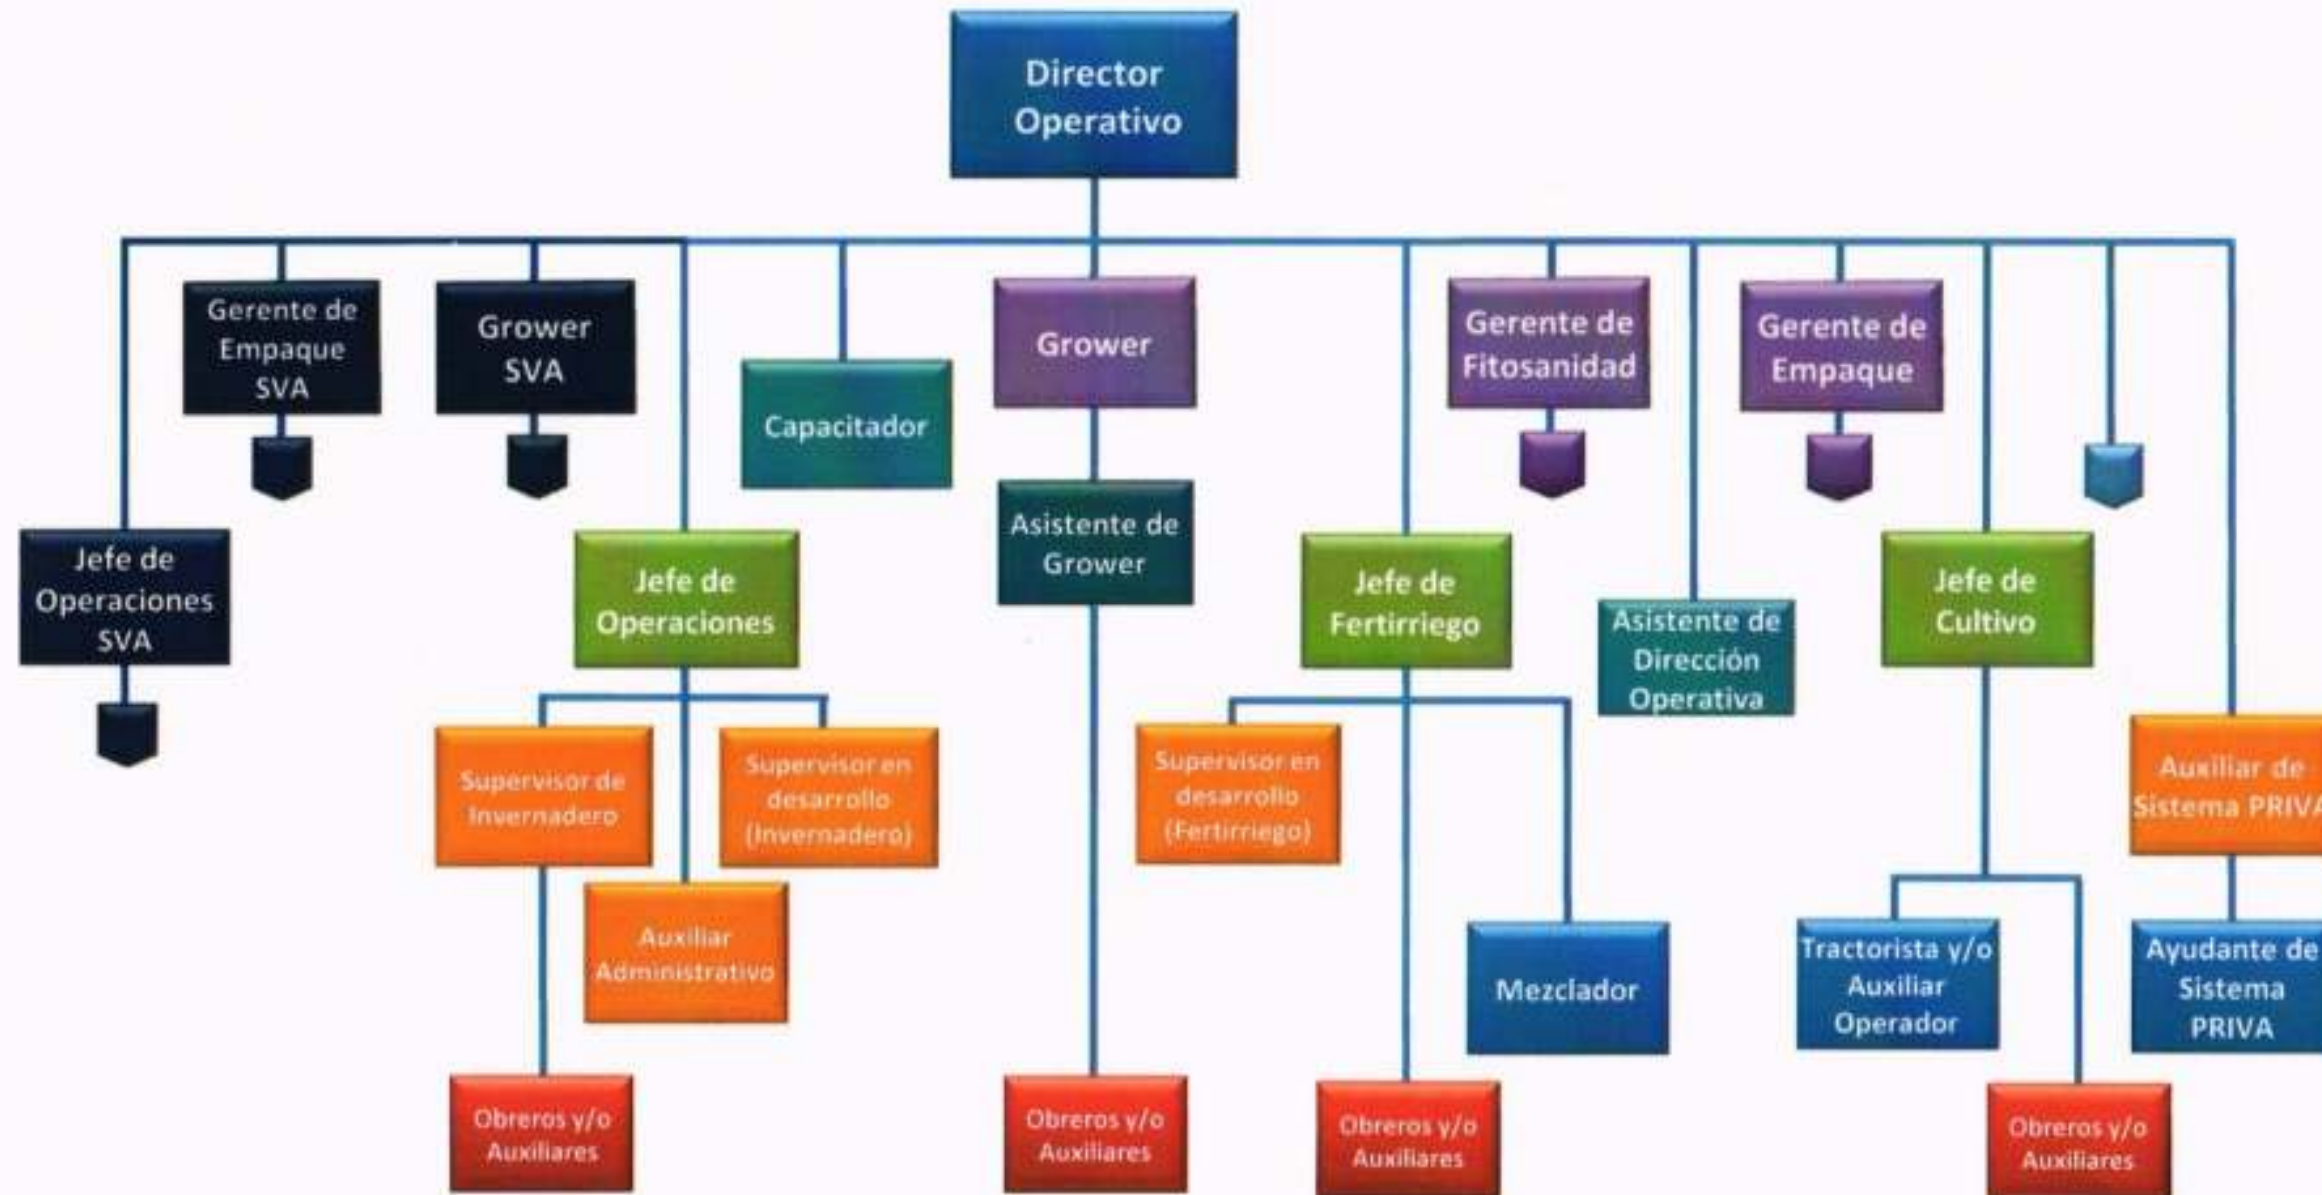 Director
Operativo
Gerente de
Empaque
SVA
Grower
SVA
Capacitador
Grower
Gerente de
Fitosanidad
Gerente de
Empaque
Asistente de
Grower
Jefe de
Operaciones
SVA
Jefe de
Operaciones
Jefe de
Fertirriego
Asistente de
Dirección
Operativa
Jefe de
Cultivo
Supervisor de
Invernadero
Supervisor en
desarrollo
(Invernadero)
Supervisor en
desarrollo
(Fertirriego)
Auxiliar de
Sistema PRIVA
Auxiliar
Administrativo
Mezclador
Tractorista y/o
Auxiliar
Operador
Ayudante de
Sistema
PRIVA
Obreros y/o
Auxiliares
Obreros y/o
Auxiliares
Obreros y/o
Auxiliares
Obreros y/o
Auxiliares